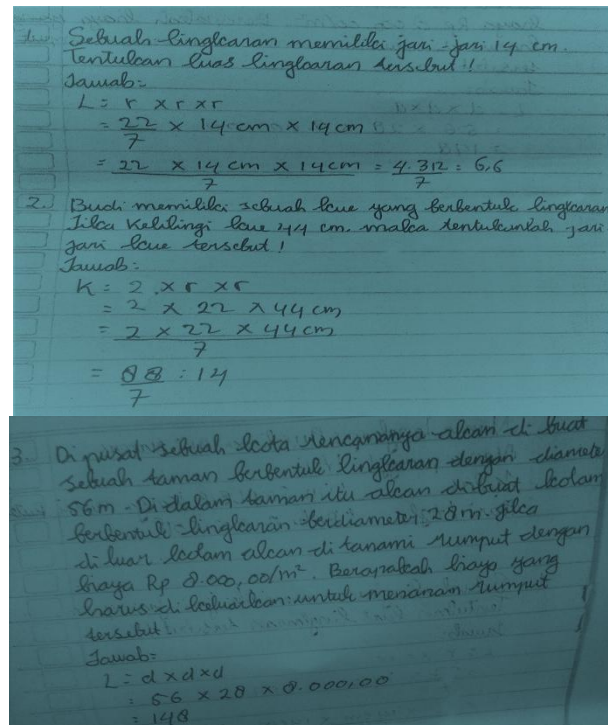 1. Sebuah lingkaran memiliki jari-jari 14 cm.
Tentukan luas lingkaran tersebut!
Jawab:
L = r x r x r
= 22/7 x 14 cm x 14 cm
= 22 x 14 cm x 14 cm / 7 = 4.312 / 7 = 6,6
2. Budi memiliki sebuah kue yang berbentuk lingkaran
Jika Kelilingi kue 44 cm. maka tentukanlah jari
jari kue tersebut!
Jawab:
K = 2 x r x r
= 2 x 22 x 44 cm
= 2 x 22 x 44 cm / 7
= 88/7 : 14
3. Di pusat sebuah kota rencananya akan di buat
sebuah taman berbentuk lingkaran dengan diameter
56 m. Di dalam taman itu akan dibuat kolam
berbentuk lingkaran berdiameter 28 m. jika
di luar kolam akan di tanami rumput dengan
biaya Rp 8.000,00/m². Berapakah biaya yang
harus di keluarkan untuk menanam rumput
tersebut
Jawab:
L = d x d x d
= 56 x 28 x 8.000,00
= 148